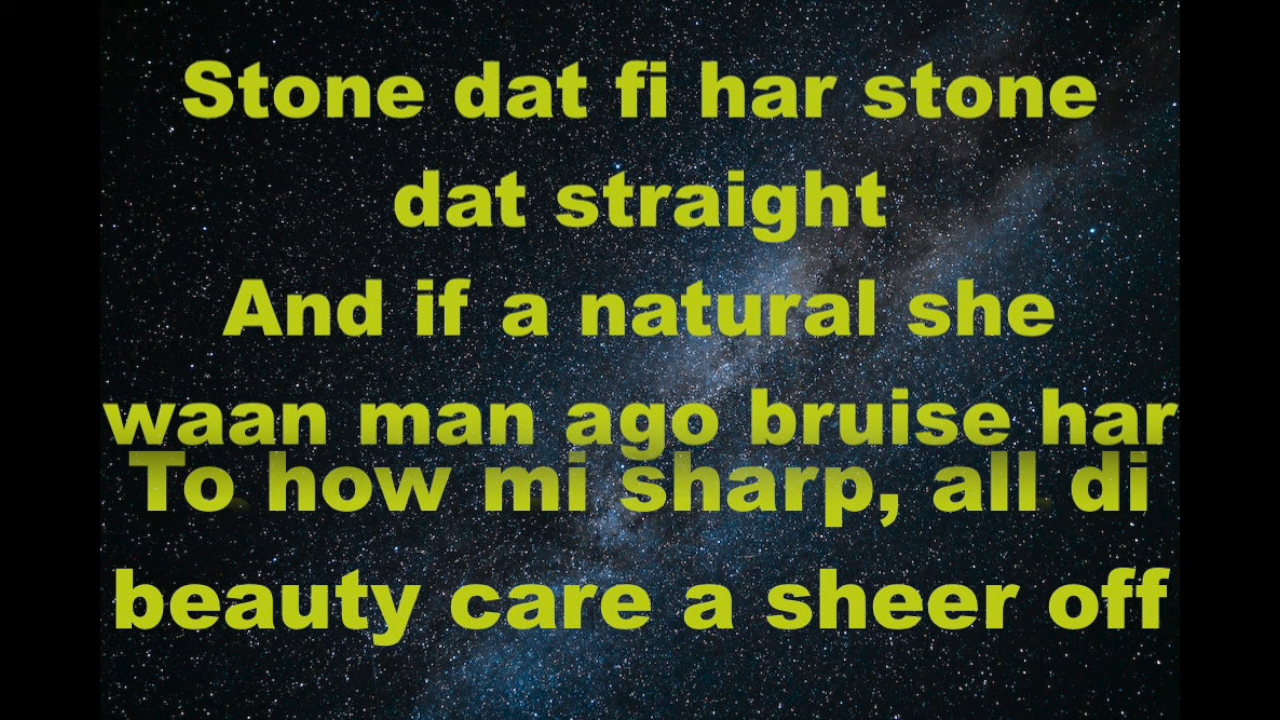 Stone dat fi har stone
dat straight
And if a natural she
waan man ago bruise har
To how mi sharp, all di
beauty care a sheer off